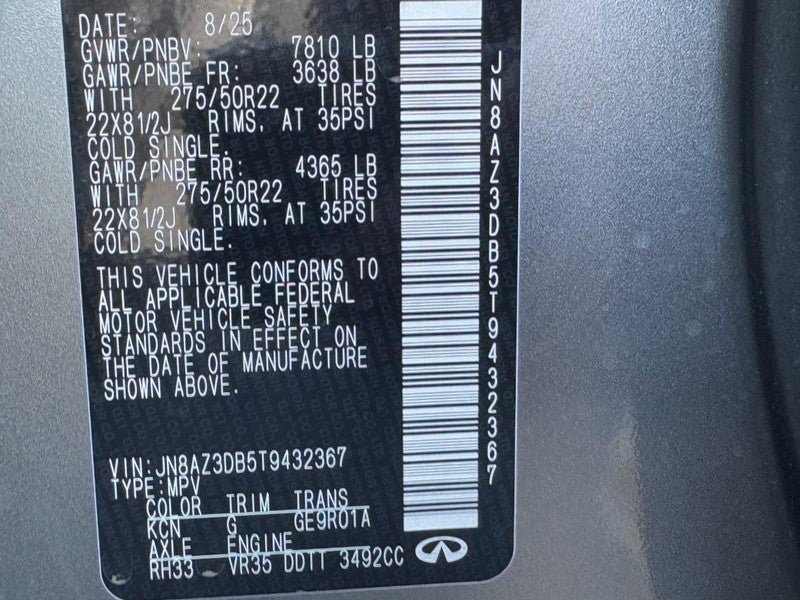 DATE: 8/25
GVWR/PNBV: 7810 LB
GAWR/PNBE FR: 3638 LB
WITH 275/50R22 TIRES
22X81/2J RIMS, AT 35PSI
COLD SINGLE.
GAWR/PNBE RR: 4365 LB
WITH 275/50R22 TIRES
22X81/2J RIMS, AT 35PSI
COLD SINGLE.
THIS VEHICLE CONFORMS TO
ALL APPLICABLE FEDERAL
MOTOR VEHICLE SAFETY
STANDARDS IN EFFECT ON
THE DATE OF MANUFACTURE
SHOWN ABOVE.
VIN:JN8AZ3DB5T9432367
TYPE:MPV
COLOR TRIM TRANS
KCN G GE9R01A
AXLE ENGINE
RH33 VR35 DDTT 3492CC
JN8AZ3DB5T9432367